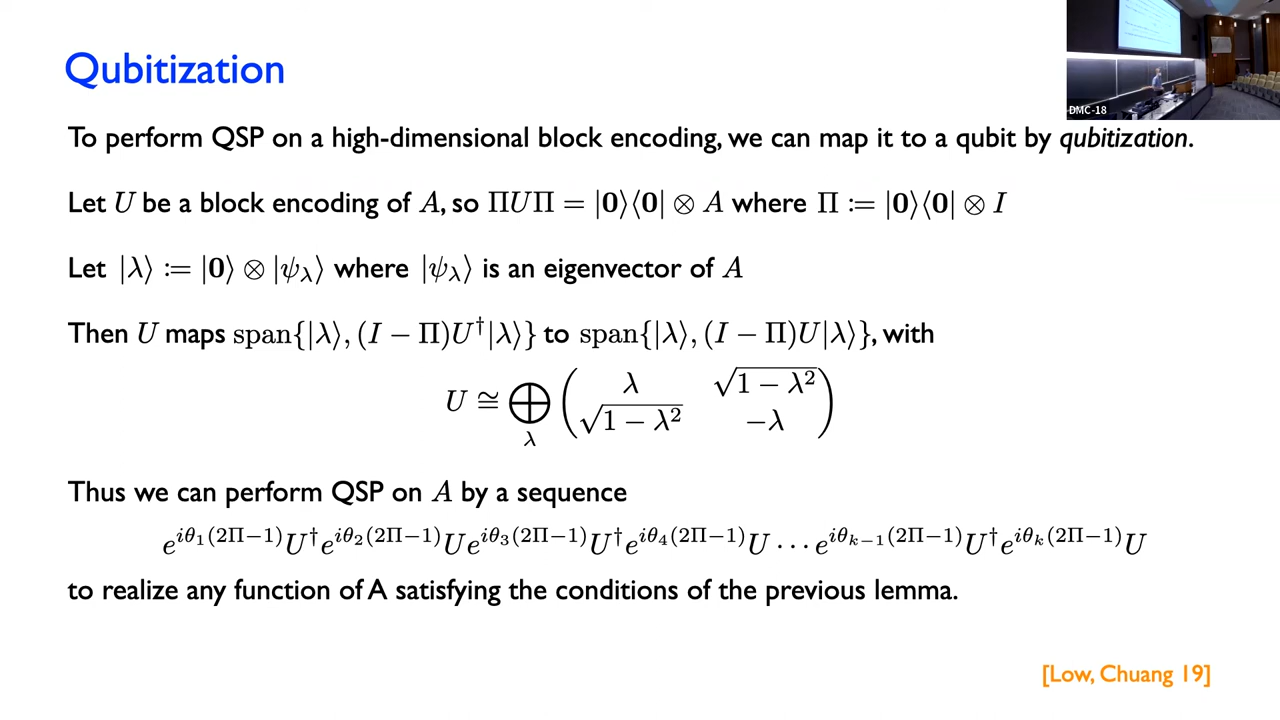 Qubitization
DMC-18
To perform QSP on a high-dimensional block encoding, we can map it to a qubit by qubitization.
Let U be a block encoding of A, so ΠUΠ = |0⟩⟨0| ⊗ A where Π := |0⟩⟨0| ⊗ I
Let |λ⟩ := |0⟩ ⊗ |ψ_λ⟩ where |ψ_λ⟩ is an eigenvector of A
Then U maps span{|λ⟩, (I − Π)U†|λ⟩} to span{|λ⟩, (I − Π)U|λ⟩}, with
U ≅ ⊕_λ ( λ √(1 − λ²) ; √(1 − λ²) −λ )
Thus we can perform QSP on A by a sequence
e^{iθ₁(2Π−1)}U†e^{iθ₂(2Π−1)}Ue^{iθ₃(2Π−1)}U†e^{iθ₄(2Π−1)}U ⋯ e^{iθ_{k−1}(2Π−1)}U†e^{iθ_k(2Π−1)}U
to realize any function of A satisfying the conditions of the previous lemma.
[Low, Chuang 19]